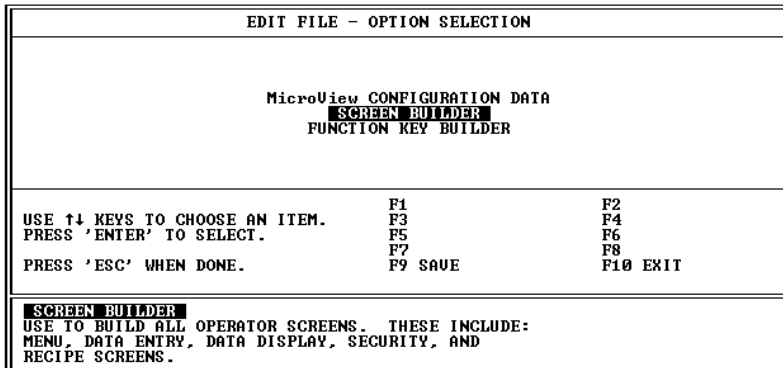 EDIT FILE - OPTION SELECTION
MicroView CONFIGURATION DATA
SCREEN BUILDER
FUNCTION KEY BUILDER
F1 F2
USE ↑↓ KEYS TO CHOOSE AN ITEM. F3 F4
PRESS 'ENTER' TO SELECT. F5 F6
F7 F8
PRESS 'ESC' WHEN DONE. F9 SAVE F10 EXIT
SCREEN BUILDER
USE TO BUILD ALL OPERATOR SCREENS. THESE INCLUDE:
MENU, DATA ENTRY, DATA DISPLAY, SECURITY, AND
RECIPE SCREENS.